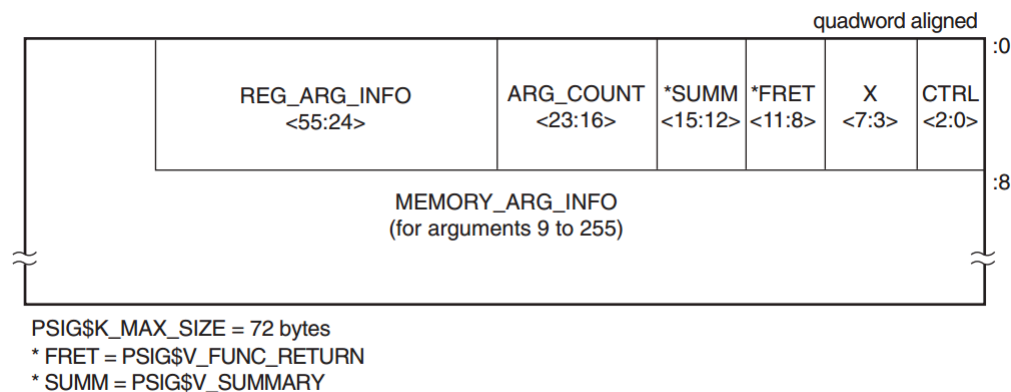 quadword aligned
:0
REG_ARG_INFO
<55:24>
ARG_COUNT
<23:16>
*SUMM
<15:12>
*FRET
<11:8>
X
<7:3>
CTRL
<2:0>
:8
MEMORY_ARG_INFO
(for arguments 9 to 255)
PSIG$K_MAX_SIZE = 72 bytes
* FRET = PSIG$V_FUNC_RETURN
* SUMM = PSIG$V_SUMMARY